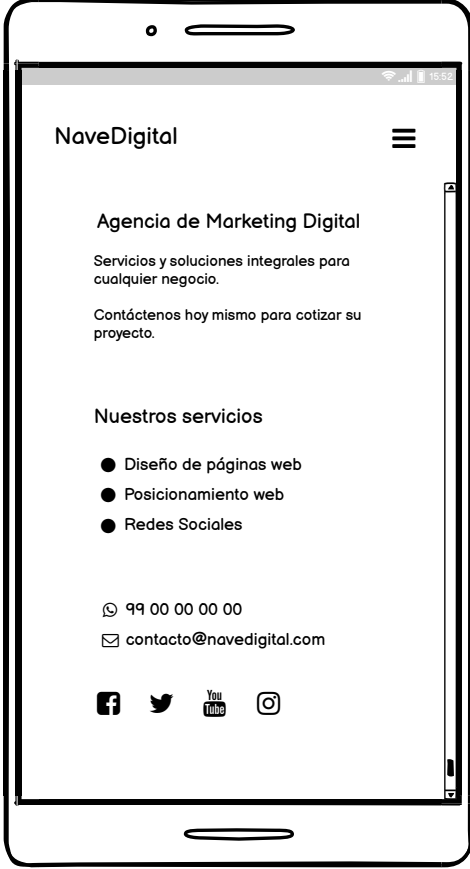 15:52
NaveDigital
Agencia de Marketing Digital
Servicios y soluciones integrales para
cualquier negocio.
Contáctenos hoy mismo para cotizar su
proyecto.
Nuestros servicios
Diseño de páginas web
Posicionamiento web
Redes Sociales
99 00 00 00 00
contacto@navedigital.com
You
Tube